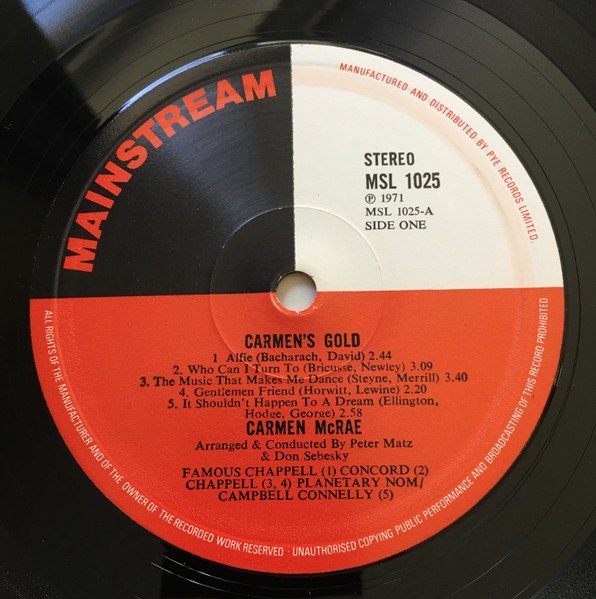 MAINSTREAM
MANUFACTURED AND DISTRIBUTED BY PYE RECORDS LIMITED.
STEREO
MSL 1025
℗ 1971
MSL 1025-A
SIDE ONE
CARMEN'S GOLD
1 Alfie (Bacharach, David) 2.44
2. Who Can I Turn To (Bricusse, Newley) 3.09
3. The Music That Makes Me Dance (Steyne, Merrill) 3.40
4. Gentlemen Friend (Horwitt, Lewine) 2.20
5. It Shouldn't Happen To A Dream (Ellington,
Hodge, George) 2.58
CARMEN McRAE
Arranged & Conducted By Peter Matz
& Don Sebesky
FAMOUS CHAPPELL (1) CONCORD (2)
CHAPPELL (3, 4) PLANETARY NOM/
CAMPBELL CONNELLY (5)
ALL RIGHTS OF THE MANUFACTURER AND OF THE OWNER OF THE RECORDED WORK RESERVED · UNAUTHORISED COPYING PUBLIC PERFORMANCE AND BROADCASTING OF THIS RECORD PROHIBITED